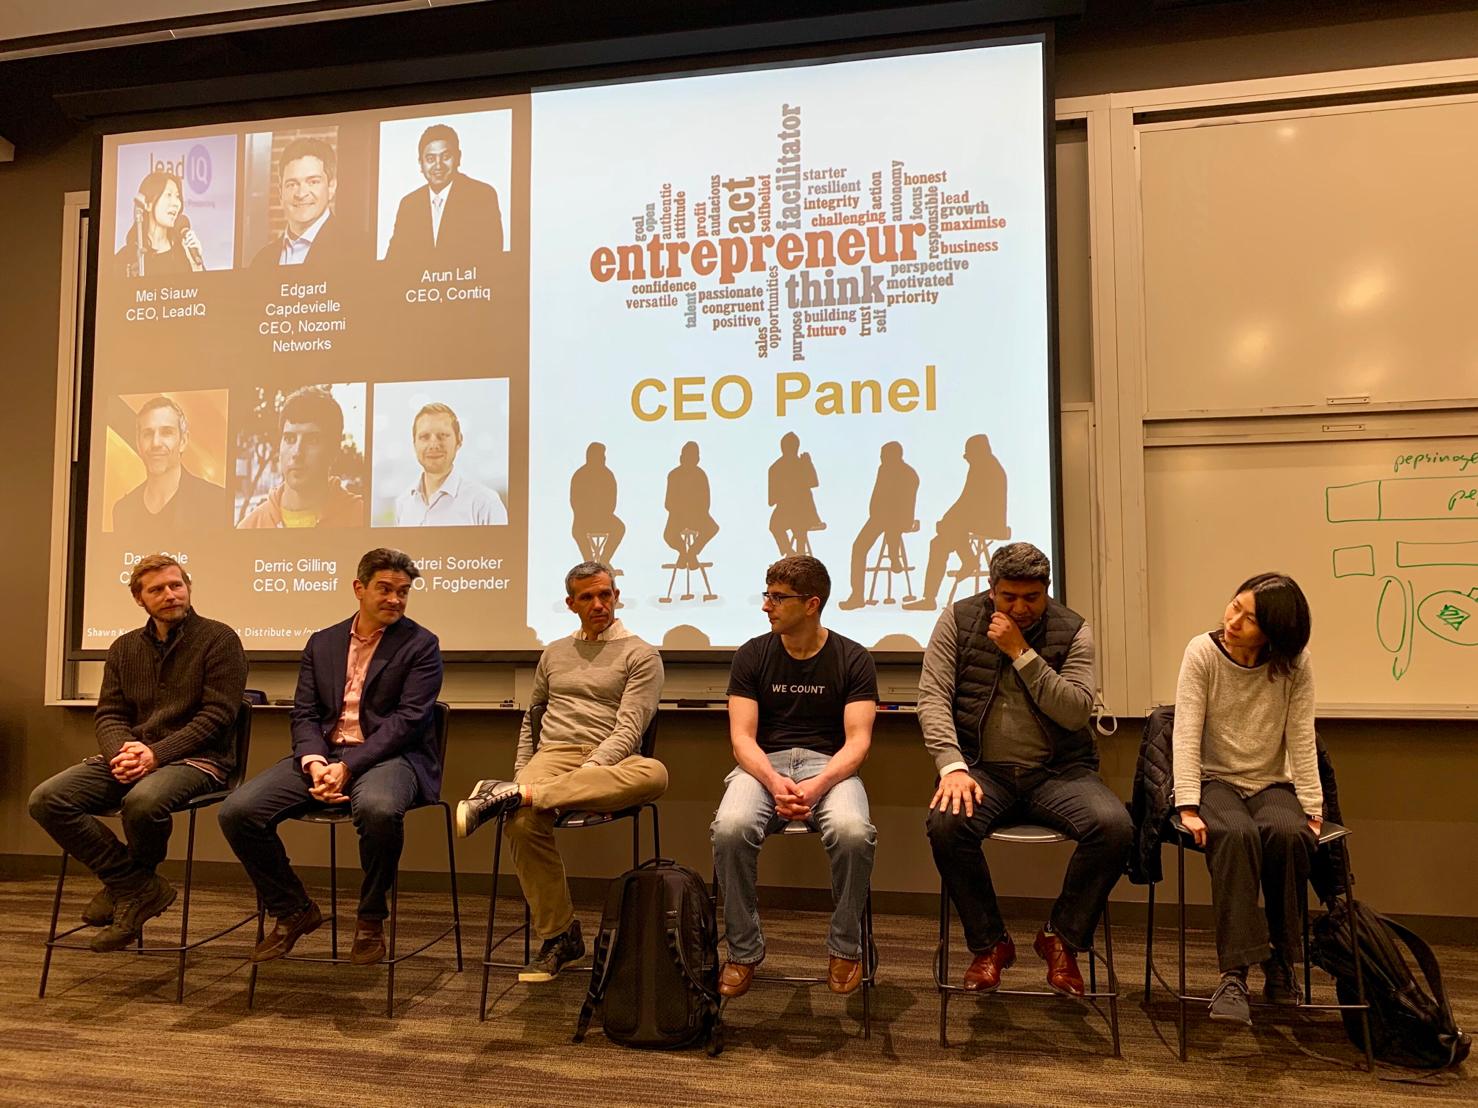 lead IQ
Mei Siauw
CEO, LeadIQ
Edgard
Capdevielle
CEO, Nozomi
Networks
Arun Lal
CEO, Contiq
Derric Gilling
CEO, Moesif
Soroker
Fogbender
Distribute
facilitator
act
starter
resilient
integrity
challenging
action
autonomy
honest
locus
responsible
lead
growth
maximise
business
goal
open
authentic
attitude
profit
audacious
selfbelief
entrepreneur
think
confidence
versatile
talent
passionate
congruent
positive
sales
opportunities
purpose
building
future
trust
self
perspective
motivated
priority
CEO Panel
WE COUNT